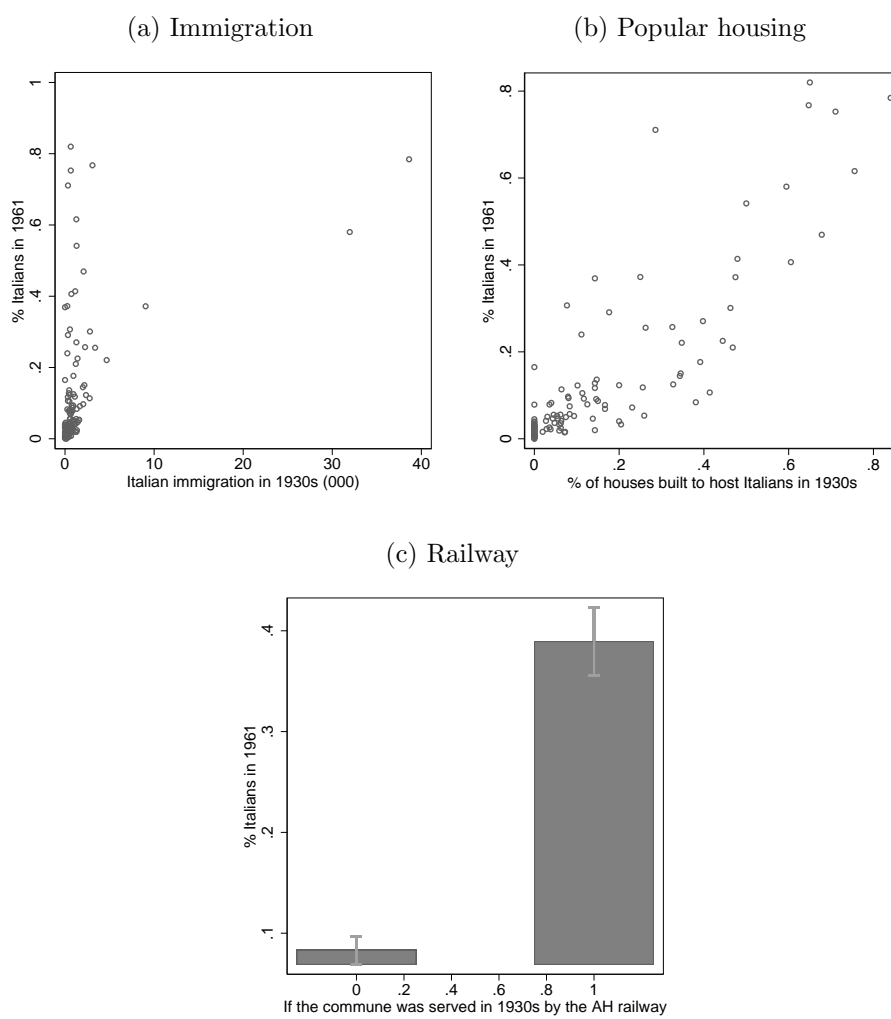 (a) Immigration
(b) Popular housing
% Italians in 1961
0 .2 .4 .6 .8 1
0 10 20 30 40
Italian immigration in 1930s (000)
% Italians in 1961
0 .2 .4 .6 .8
0 .2 .4 .6 .8
% of houses built to host Italians in 1930s
(c) Railway
% Italians in 1961
.1 .2 .3 .4
0 .2 .4 .6 .8 1
If the commune was served in 1930s by the AH railway